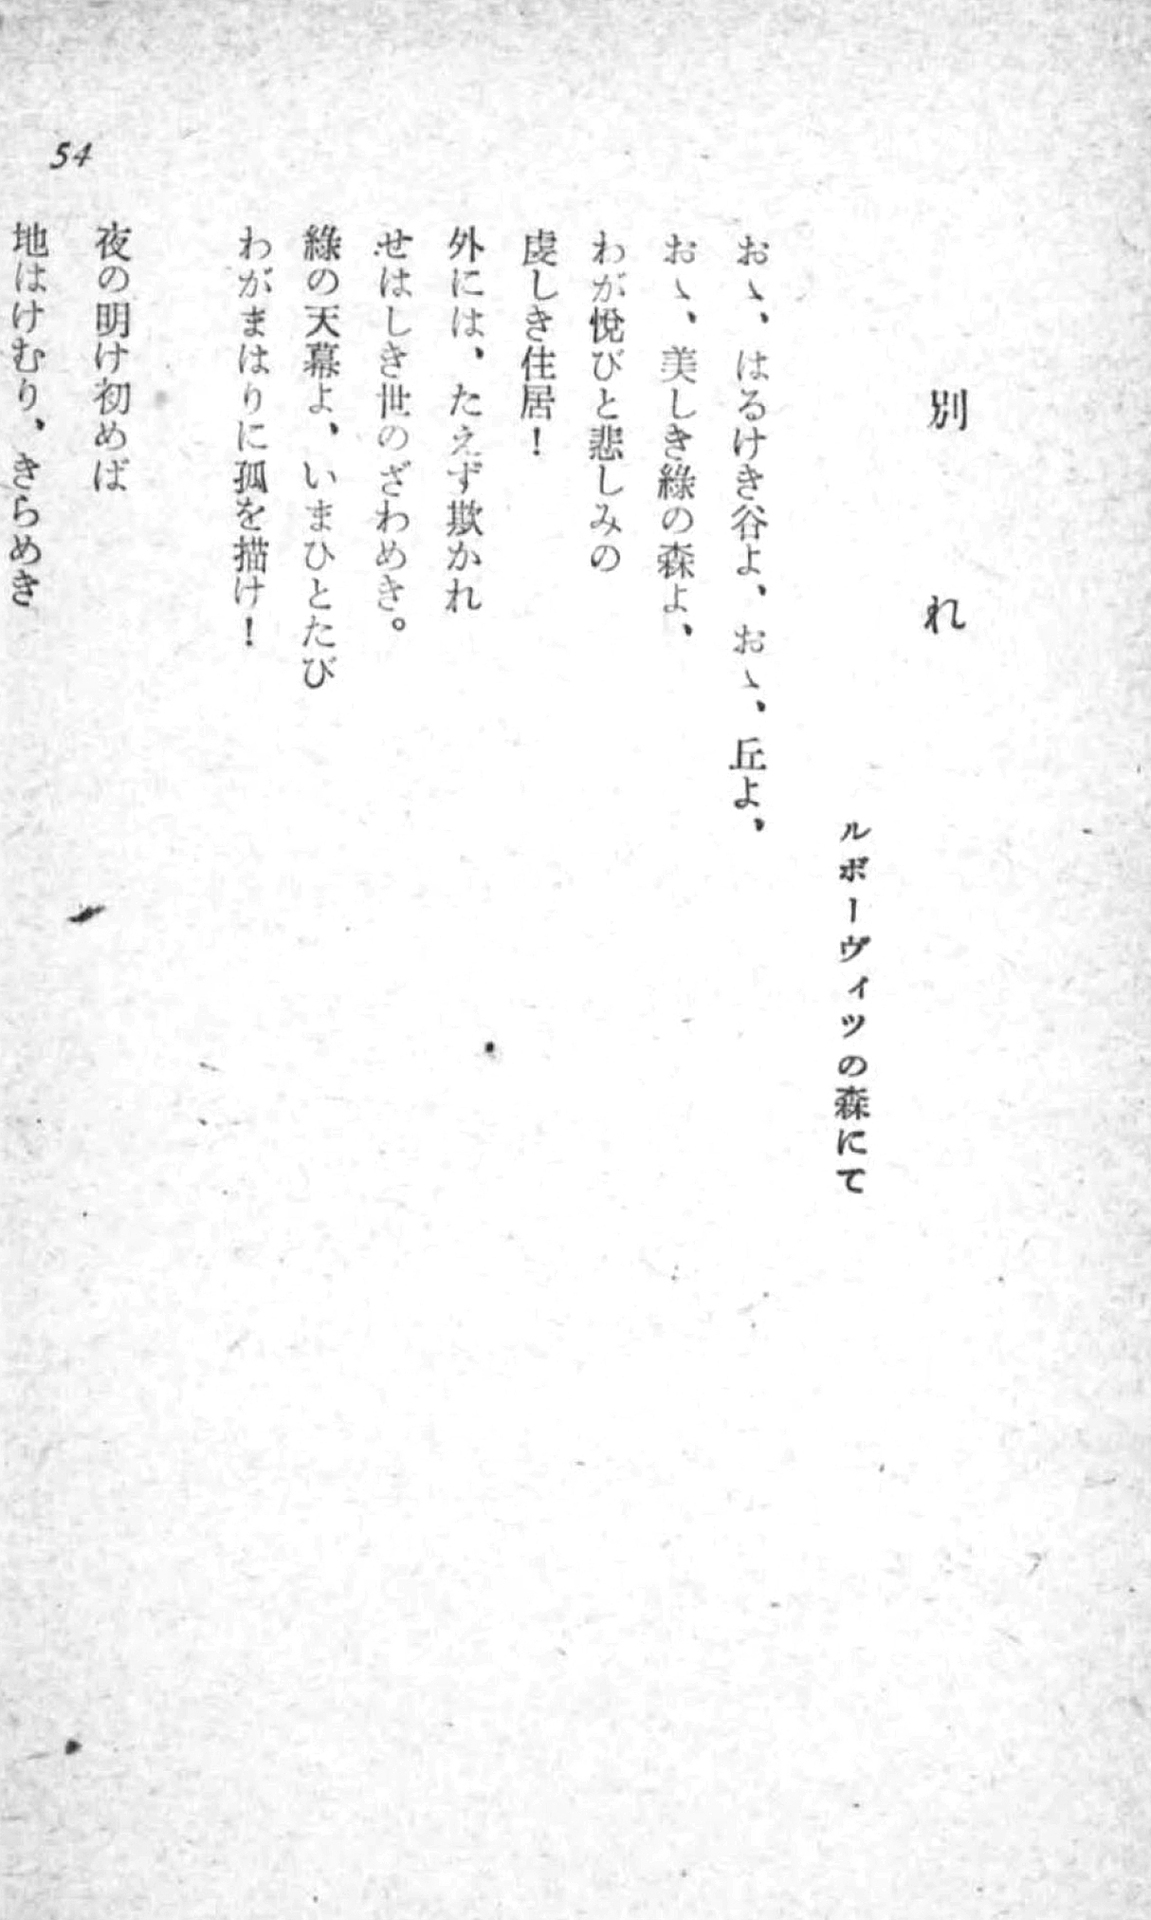 別れ
ルボーヴィツの森にて
おゝ、はるけき谷よ、おゝ、丘よ、
おゝ、美しき綠の森よ、
わが悅びと悲しみの
虔しき住居！
外には、たえず欺かれ
せはしき世のざわめき。
綠の天幕よ、いまひとたび
わがまはりに孤を描け！
夜の明け初めば
地はけむり、きらめき
54